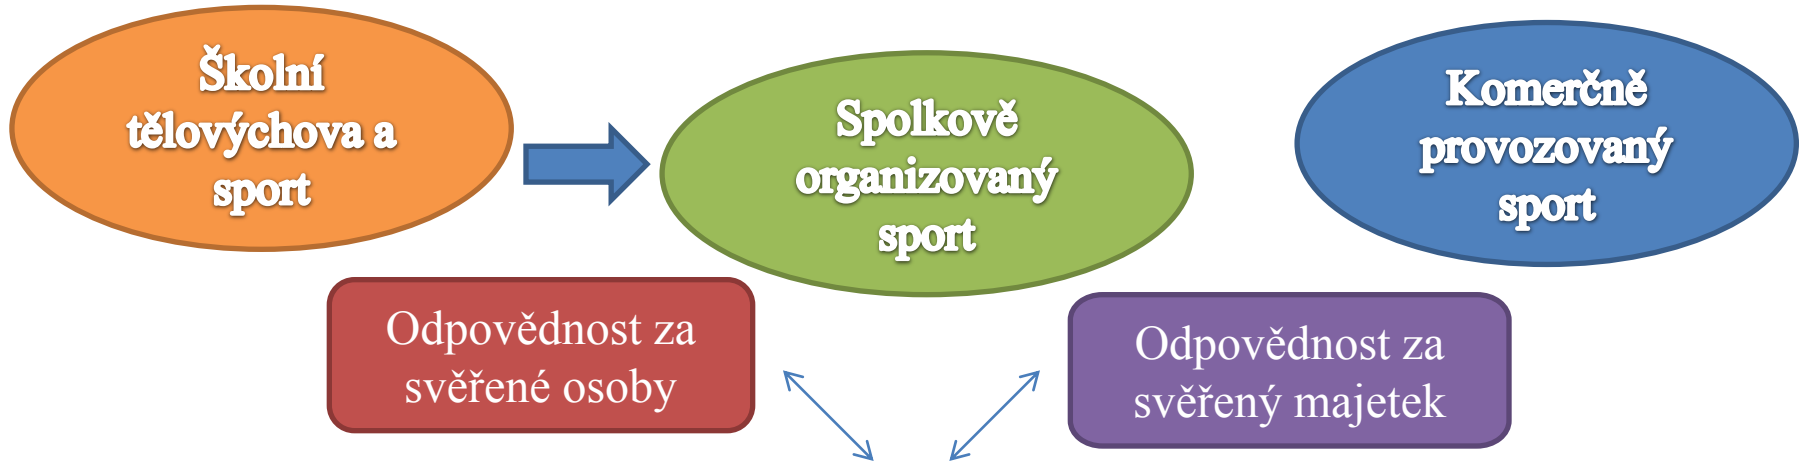 Školní
tělovýchova a
sport
Spolkově
organizovaný
sport
Komerčně
provozovaný
sport
Odpovědnost za
svěřené osoby
Odpovědnost za
svěřený majetek